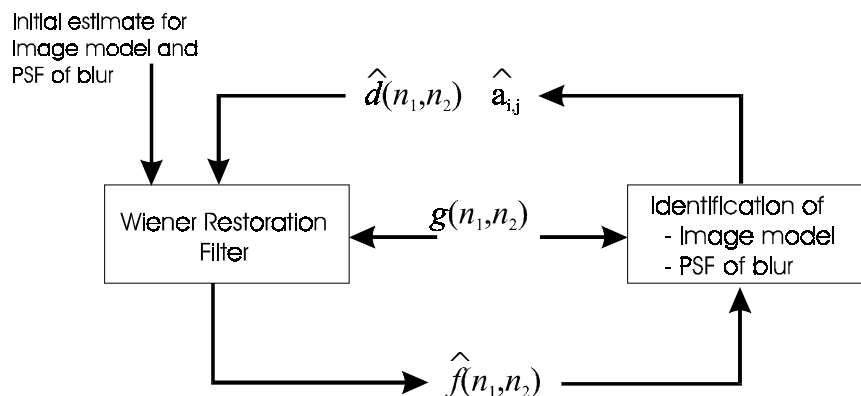 Initial estimate for
Image model and
PSF of blur
d̂(n₁,n₂) â_{i,j}
Wiener Restoration
Filter
g(n₁,n₂)
Identification of
- Image model
- PSF of blur
f̂(n₁,n₂)